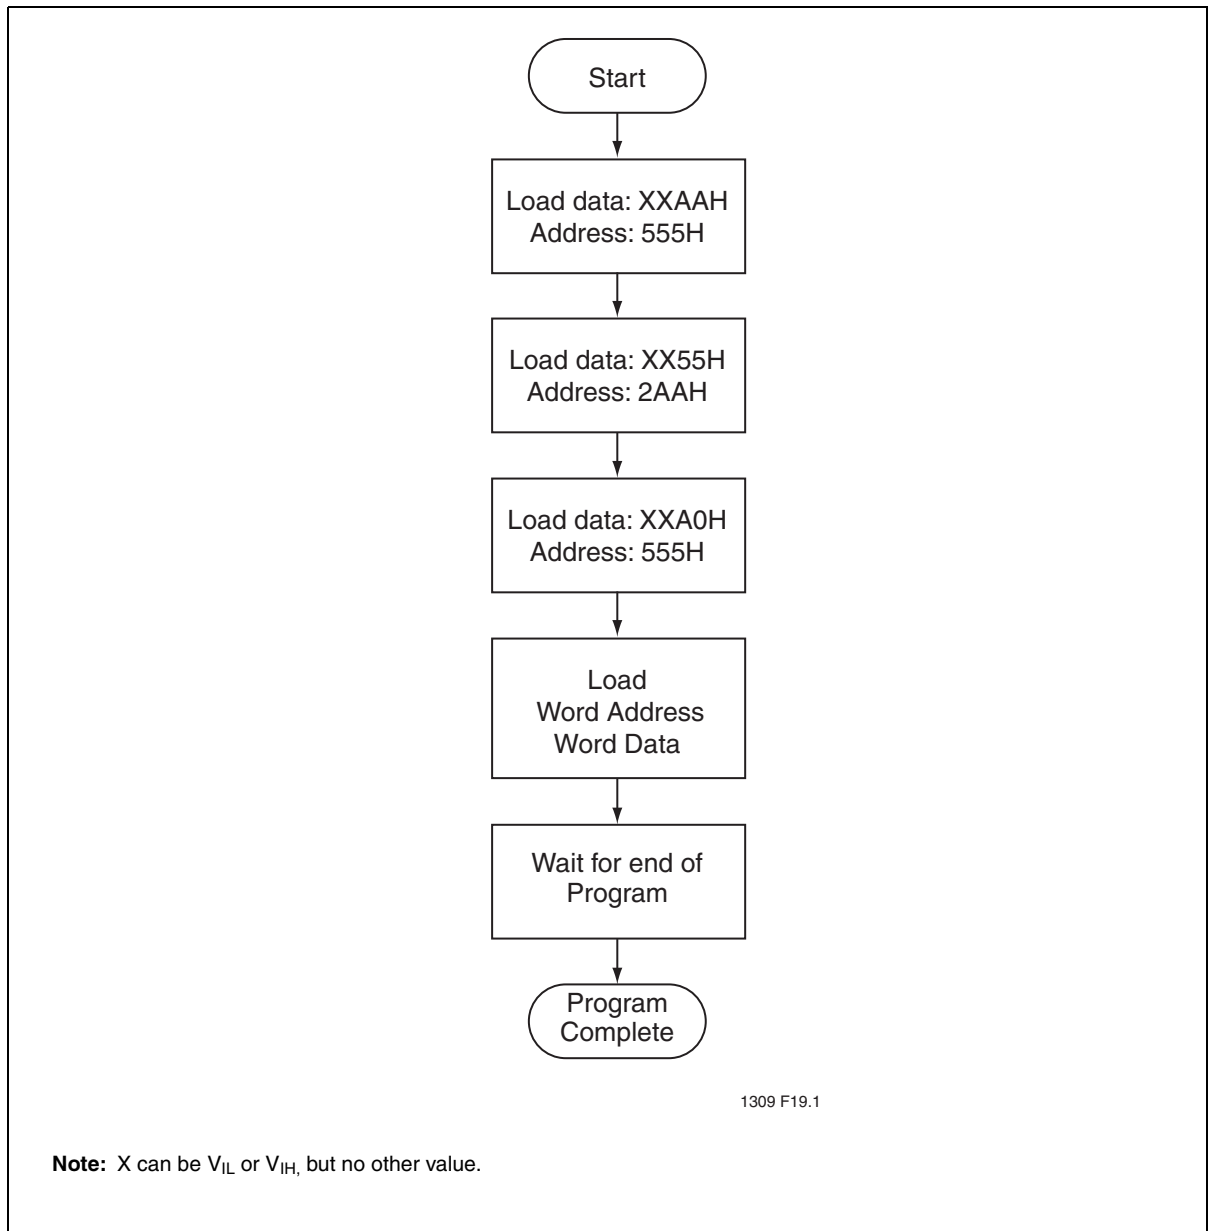 Start
Load data: XXAAH
Address: 555H
Load data: XX55H
Address: 2AAH
Load data: XXA0H
Address: 555H
Load
Word Address
Word Data
Wait for end of
Program
Program
Complete
1309 F19.1
Note: X can be VIL or VIH, but no other value.